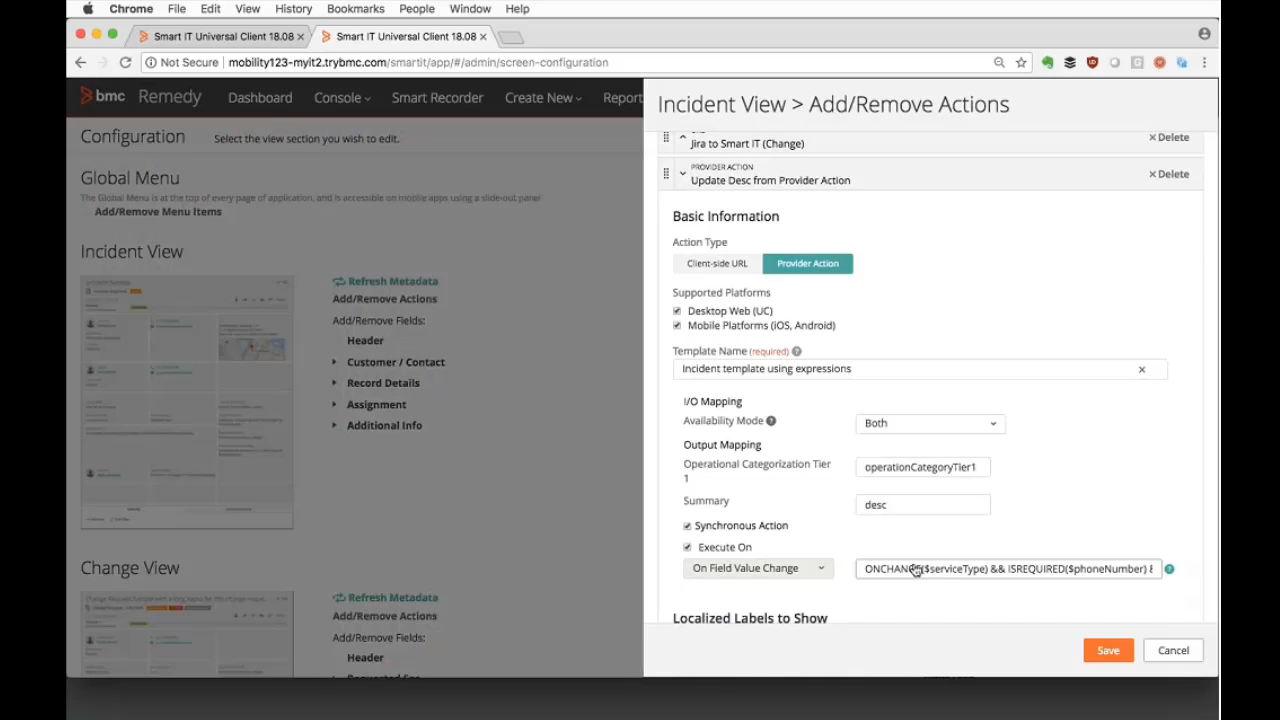 Chrome File Edit View History Bookmarks People Window Help
Smart IT Universal Client 18.08 × Smart IT Universal Client 18.08 ×
Not Secure mobility123-myit2.trybmc.com/smartit/app/#/admin/screen-configuration
bmc Remedy Dashboard Console Smart Recorder Create New Report
Incident View > Add/Remove Actions
Configuration Select the view section you wish to edit.
Jira to Smart IT (Change) × Delete
PROVIDER ACTION
Update Desc from Provider Action × Delete
Global Menu
The Global Menu is at the top of every page of application, and is accessible on mobile apps using a slide-out panel
Add/Remove Menu Items
Basic Information
Action Type
Client-side URL Provider Action
Incident View
Refresh Metadata
Add/Remove Actions
Add/Remove Fields:
Header
Customer / Contact
Record Details
Assignment
Additional Info
Supported Platforms
Desktop Web (UC)
Mobile Platforms (iOS, Android)
Template Name (required) ?
Incident template using expressions ×
I/O Mapping
Availability Mode ? Both
Output Mapping
Operational Categorization Tier
1
operationCategoryTier1
Summary desc
Synchronous Action
Execute On
On Field Value Change ($serviceType) && ISREQUIRED($phoneNumber) &
?
Localized Labels to Show
Save Cancel
Change View
Refresh Metadata
Add/Remove Actions
Add/Remove Fields:
Header